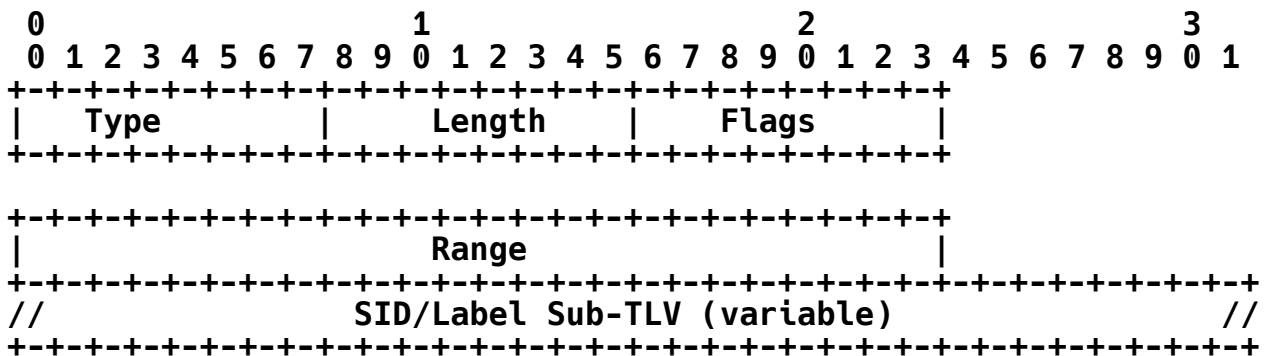 0                   1                   2                   3
 0 1 2 3 4 5 6 7 8 9 0 1 2 3 4 5 6 7 8 9 0 1 2 3 4 5 6 7 8 9 0 1
+-+-+-+-+-+-+-+-+-+-+-+-+-+-+-+-+-+-+-+-+-+-+-+-+
|   Type        |     Length    |    Flags      |
+-+-+-+-+-+-+-+-+-+-+-+-+-+-+-+-+-+-+-+-+-+-+-+-+

+-+-+-+-+-+-+-+-+-+-+-+-+-+-+-+-+-+-+-+-+-+-+-+-+
|                     Range                     |
+-+-+-+-+-+-+-+-+-+-+-+-+-+-+-+-+-+-+-+-+-+-+-+-+-+-+-+-+-+-+-+-+
//                SID/Label Sub-TLV (variable)                 //
+-+-+-+-+-+-+-+-+-+-+-+-+-+-+-+-+-+-+-+-+-+-+-+-+-+-+-+-+-+-+-+-+